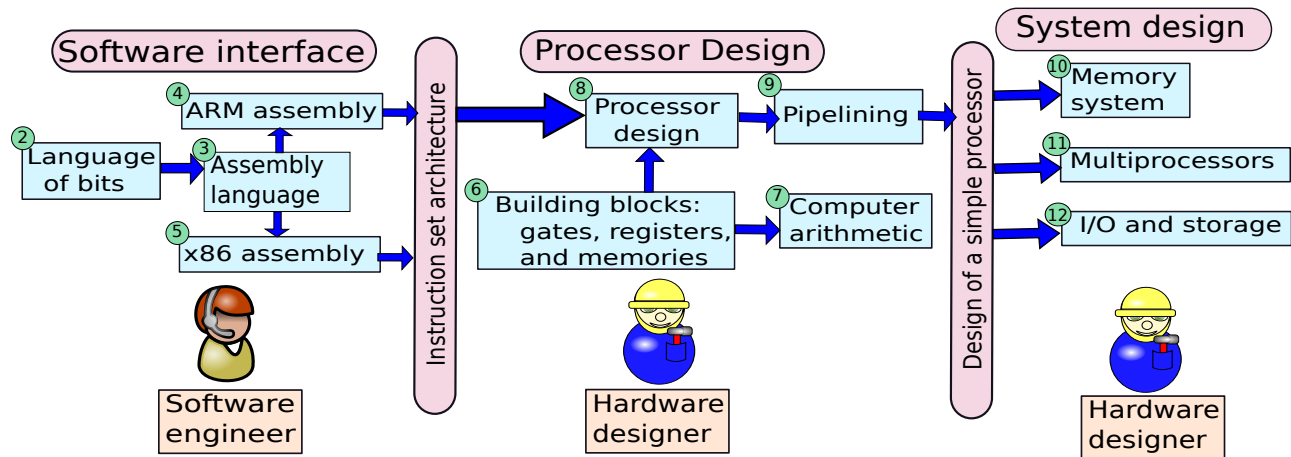 Software interface
Processor Design
System design
2
Language
of bits
3
Assembly
language
4
ARM assembly
5
x86 assembly
Software
engineer
Instruction set architecture
8
Processor
design
9
Pipelining
6
Building blocks:
gates, registers,
and memories
7
Computer
arithmetic
Hardware
designer
Design of a simple processor
10
Memory
system
11
Multiprocessors
12
I/O and storage
Hardware
designer